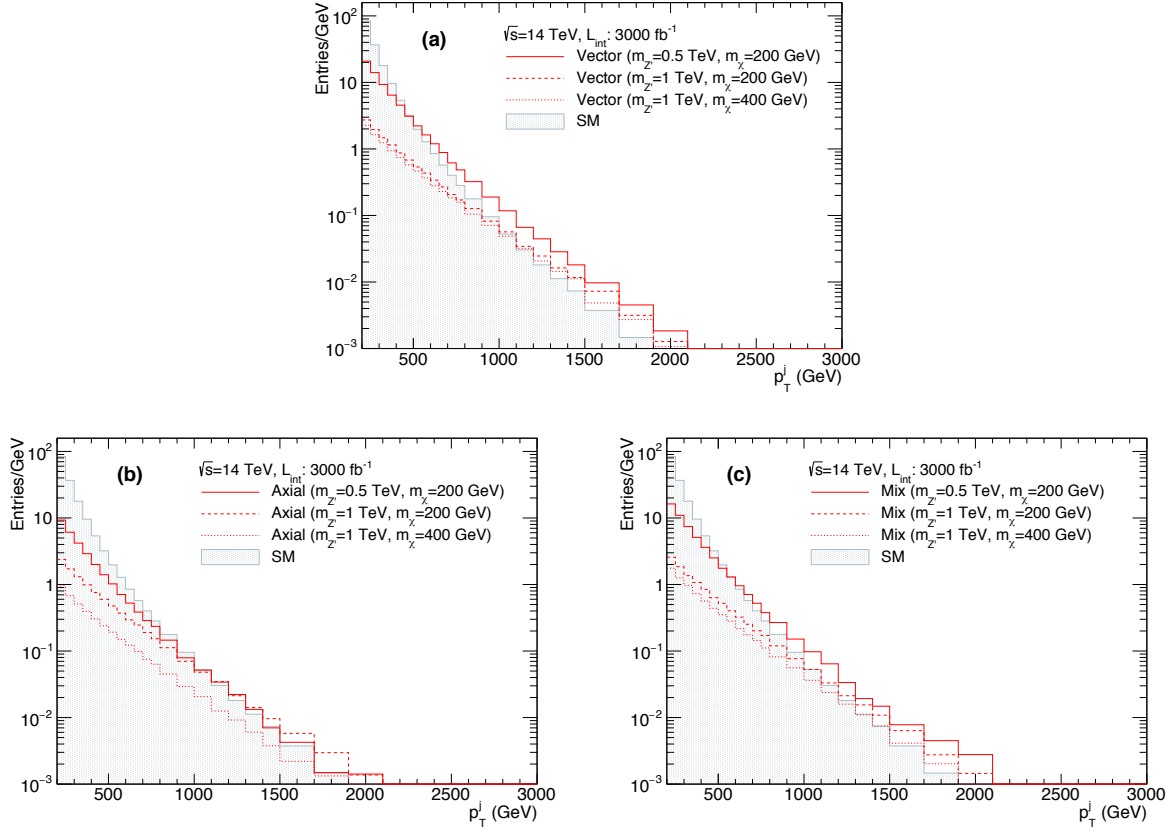 Entries/GeV
10²
10
1
10⁻¹
10⁻²
10⁻³
(a)
√s=14 TeV, L_int: 3000 fb⁻¹
Vector (m_Z'=0.5 TeV, m_χ=200 GeV)
Vector (m_Z'=1 TeV, m_χ=200 GeV)
Vector (m_Z'=1 TeV, m_χ=400 GeV)
SM
500 1000 1500 2000 2500 3000
p_T^j (GeV)
Entries/GeV
10²
10
1
10⁻¹
10⁻²
10⁻³
(b)
√s=14 TeV, L_int: 3000 fb⁻¹
Axial (m_Z'=0.5 TeV, m_χ=200 GeV)
Axial (m_Z'=1 TeV, m_χ=200 GeV)
Axial (m_Z'=1 TeV, m_χ=400 GeV)
SM
500 1000 1500 2000 2500 3000
p_T^j (GeV)
Entries/GeV
10²
10
1
10⁻¹
10⁻²
10⁻³
(c)
√s=14 TeV, L_int: 3000 fb⁻¹
Mix (m_Z'=0.5 TeV, m_χ=200 GeV)
Mix (m_Z'=1 TeV, m_χ=200 GeV)
Mix (m_Z'=1 TeV, m_χ=400 GeV)
SM
500 1000 1500 2000 2500 3000
p_T^j (GeV)